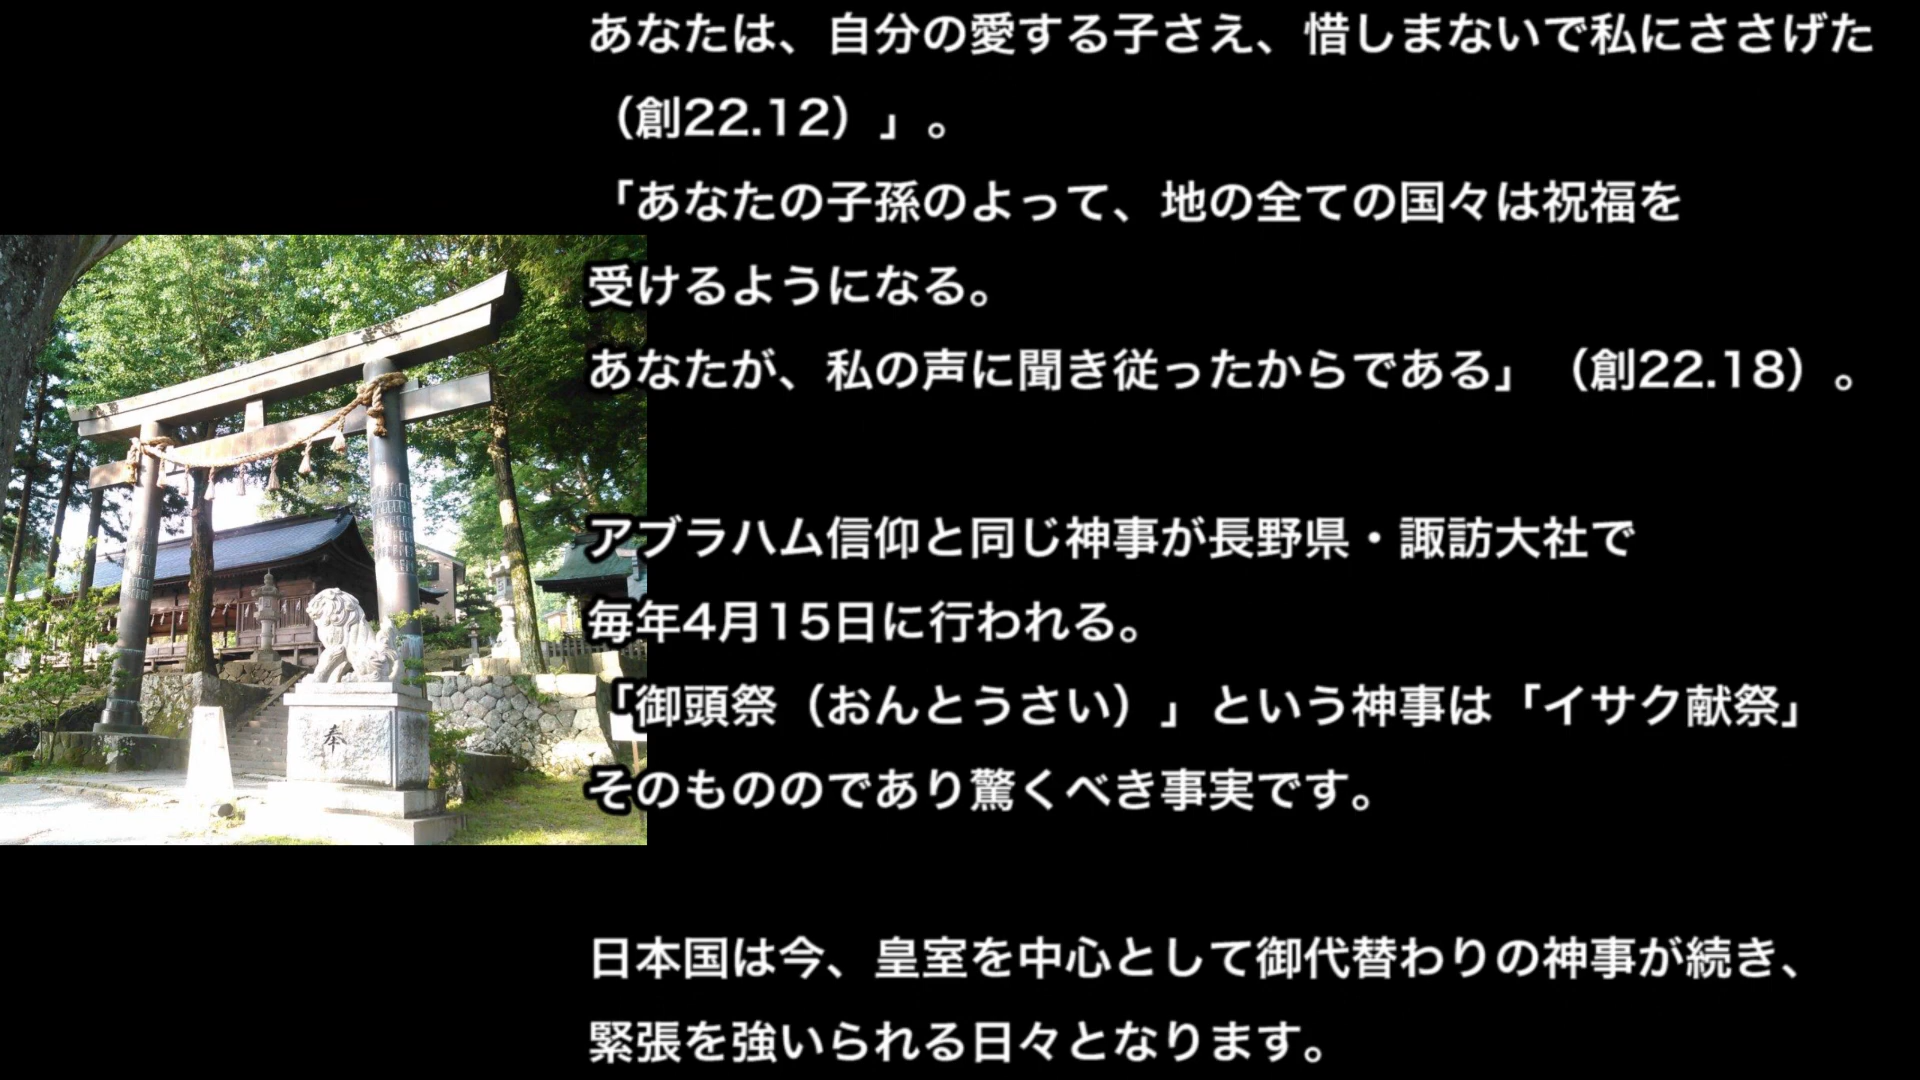 あなたは、自分の愛する子さえ、惜しまないで私にささげた
（創22.12）」。
「あなたの子孫のよって、地の全ての国々は祝福を
受けるようになる。
あなたが、私の声に聞き従ったからである」（創22.18）。
アブラハム信仰と同じ神事が長野県・諏訪大社で
毎年4月15日に行われる。
「御頭祭（おんとうさい）」という神事は「イサク献祭」
そのもののであり驚くべき事実です。
日本国は今、皇室を中心として御代替わりの神事が続き、
緊張を強いられる日々となります。
奉